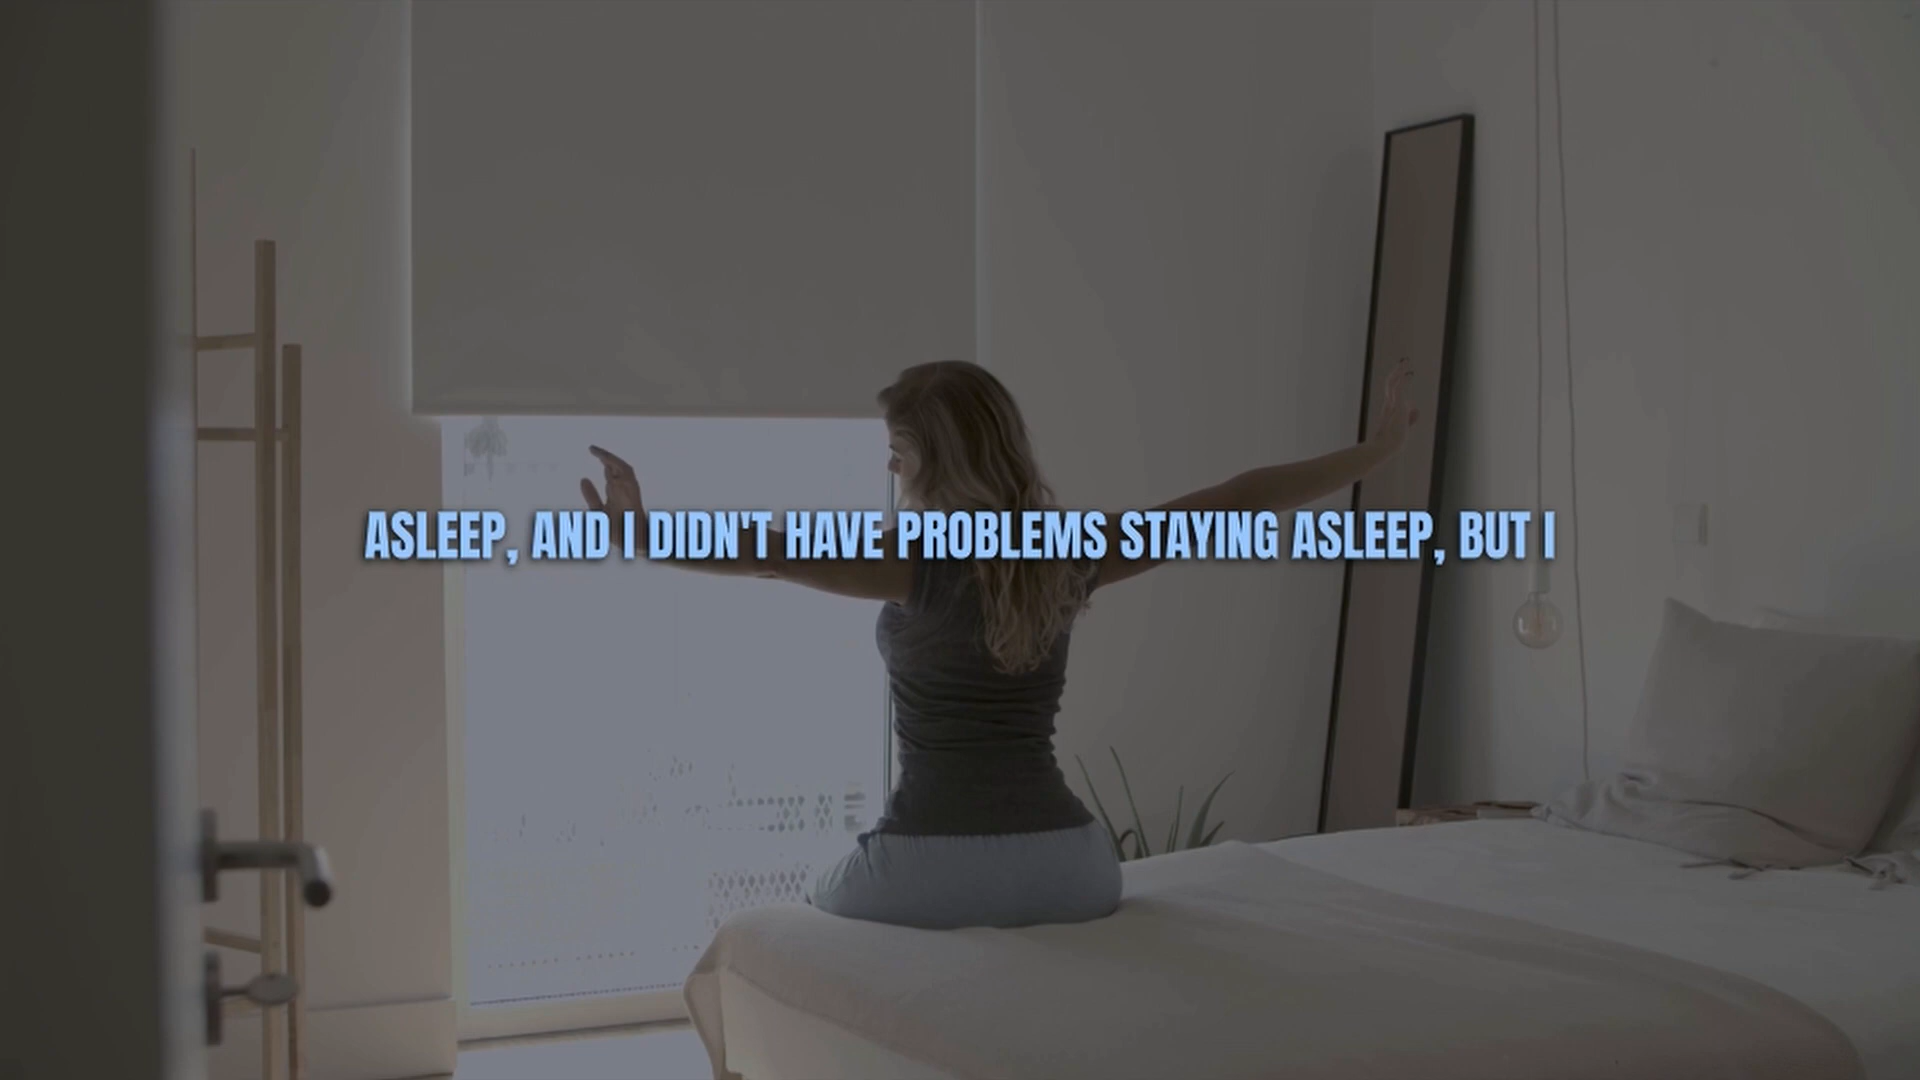 ASLEEP, AND I DIDN'T HAVE PROBLEMS STAYING ASLEEP, BUT I